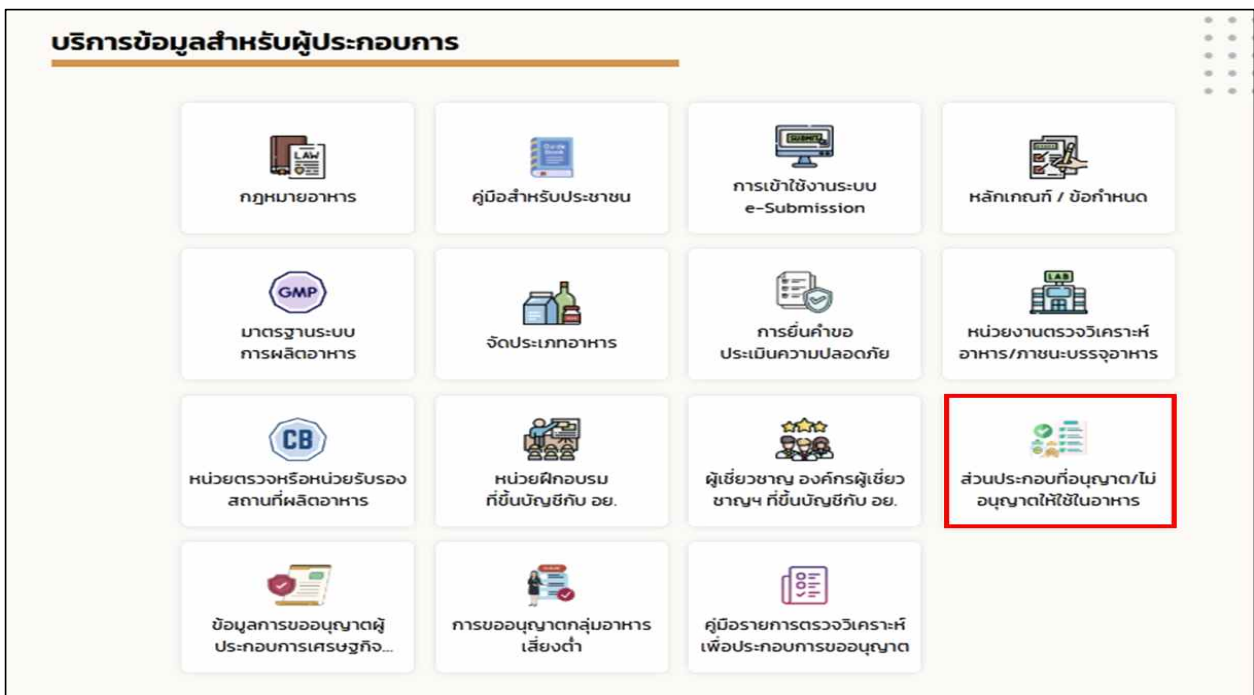 บริการข้อมูลสำหรับผู้ประกอบการ
LAW
กฎหมายอาหาร
Guide
Book
คู่มือสำหรับประชาชน
SUBMIT
การเข้าใช้งานระบบ
e-Submission
หลักเกณฑ์ / ข้อกำหนด
GMP
มาตรฐานระบบ
การผลิตอาหาร
จัดประเภทอาหาร
การยื่นคำขอ
ประเมินความปลอดภัย
LAB
หน่วยงานตรวจวิเคราะห์
อาหาร/ภาชนะบรรจุอาหาร
CB
หน่วยตรวจหรือหน่วยรับรอง
สถานที่ผลิตอาหาร
หน่วยฝึกอบรม
ที่ขึ้นบัญชีกับ อย.
ผู้เชี่ยวชาญ องค์กรผู้เชี่ยว
ชาญฯ ที่ขึ้นบัญชีกับ อย.
ส่วนประกอบที่อนุญาต/ไม่
อนุญาตให้ใช้ในอาหาร
ข้อมูลการขออนุญาตผู้
ประกอบการเศรษฐกิจ...
การขออนุญาตกลุ่มอาหาร
เสี่ยงต่ำ
คู่มือรายการตรวจวิเคราะห์
เพื่อประกอบการขออนุญาต